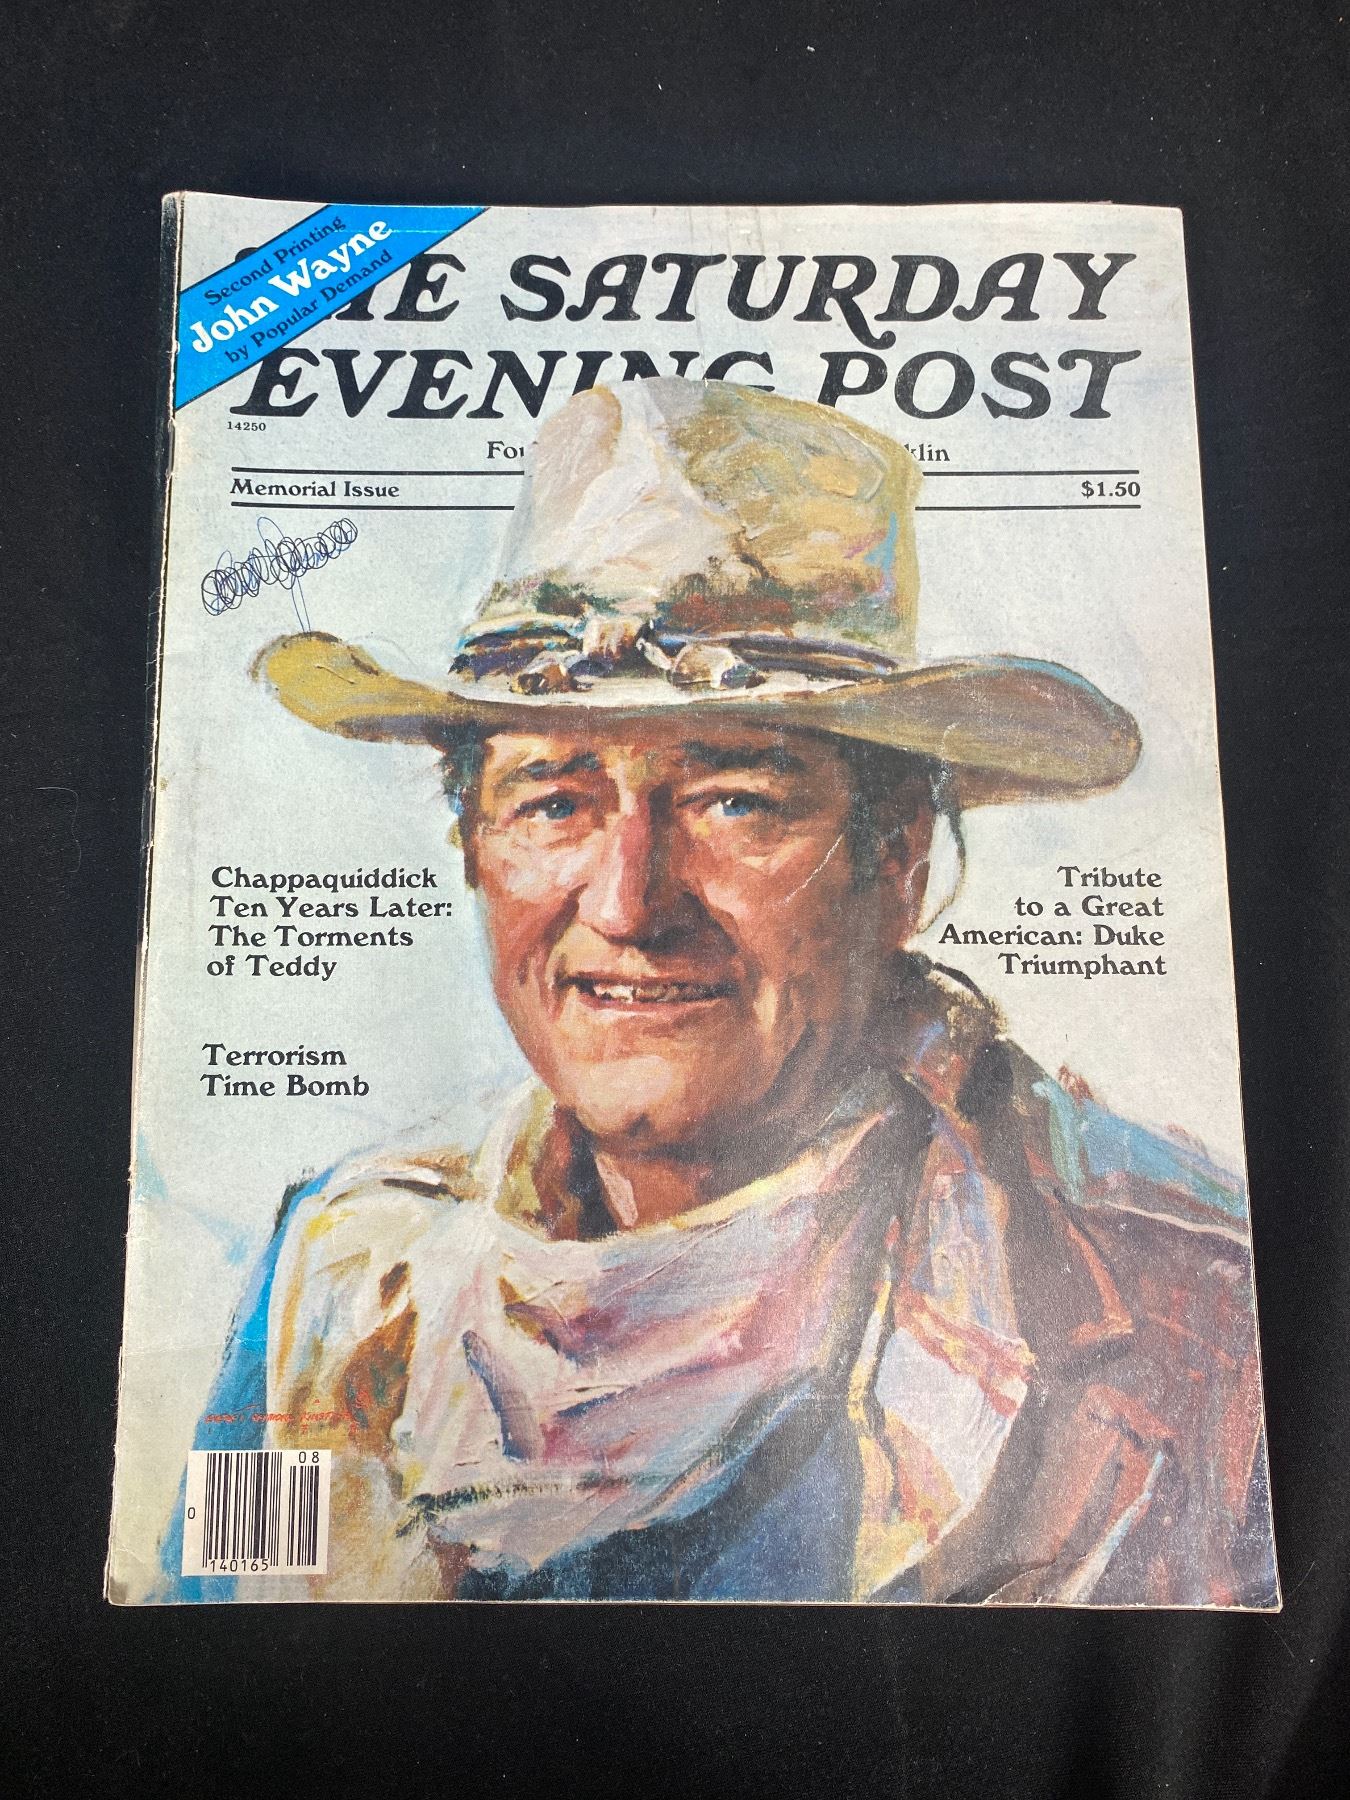 Second Printing
John Wayne
by Popular Demand
THE SATURDAY
EVENING POST
14250
Memorial Issue
$1.50
Chappaquiddick
Ten Years Later:
The Torments
of Teddy
Terrorism
Time Bomb
Tribute
to a Great
American: Duke
Triumphant
08
0
140165